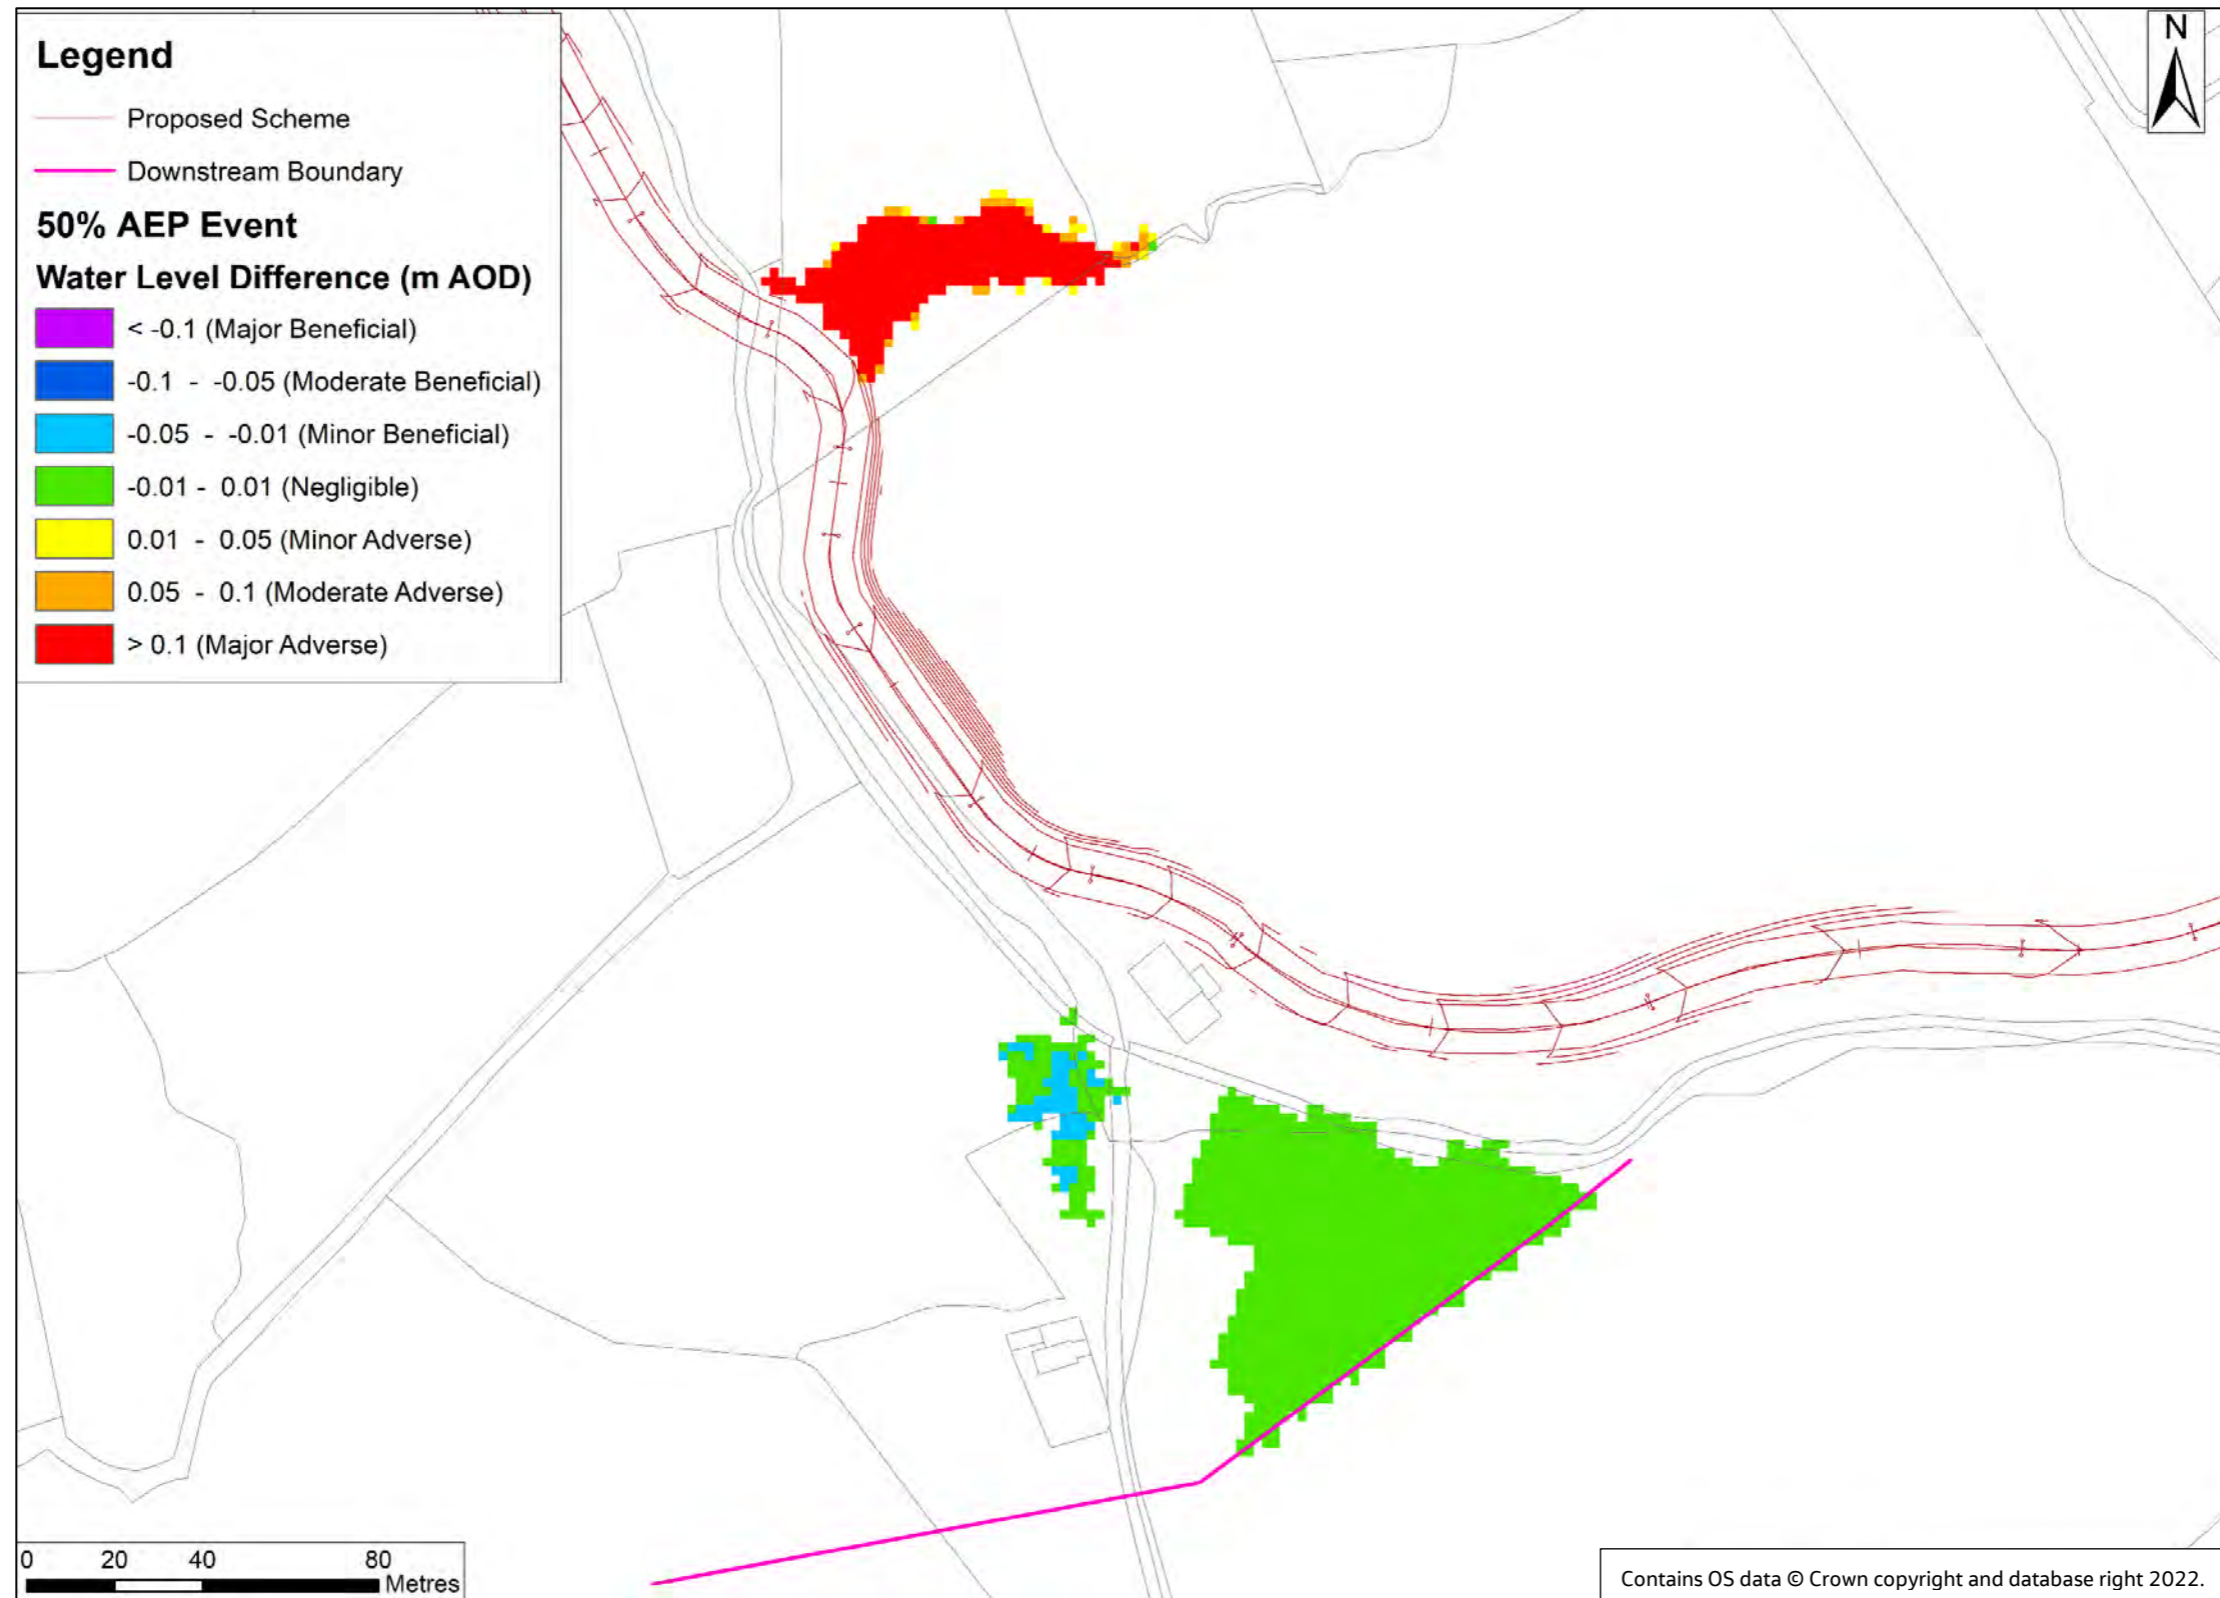 Legend
Proposed Scheme
Downstream Boundary
50% AEP Event
Water Level Difference (m AOD)
< -0.1 (Major Beneficial)
-0.1 - -0.05 (Moderate Beneficial)
-0.05 - -0.01 (Minor Beneficial)
-0.01 - 0.01 (Negligible)
0.01 - 0.05 (Minor Adverse)
0.05 - 0.1 (Moderate Adverse)
> 0.1 (Major Adverse)
N
0 20 40 80
Metres
Contains OS data © Crown copyright and database right 2022.